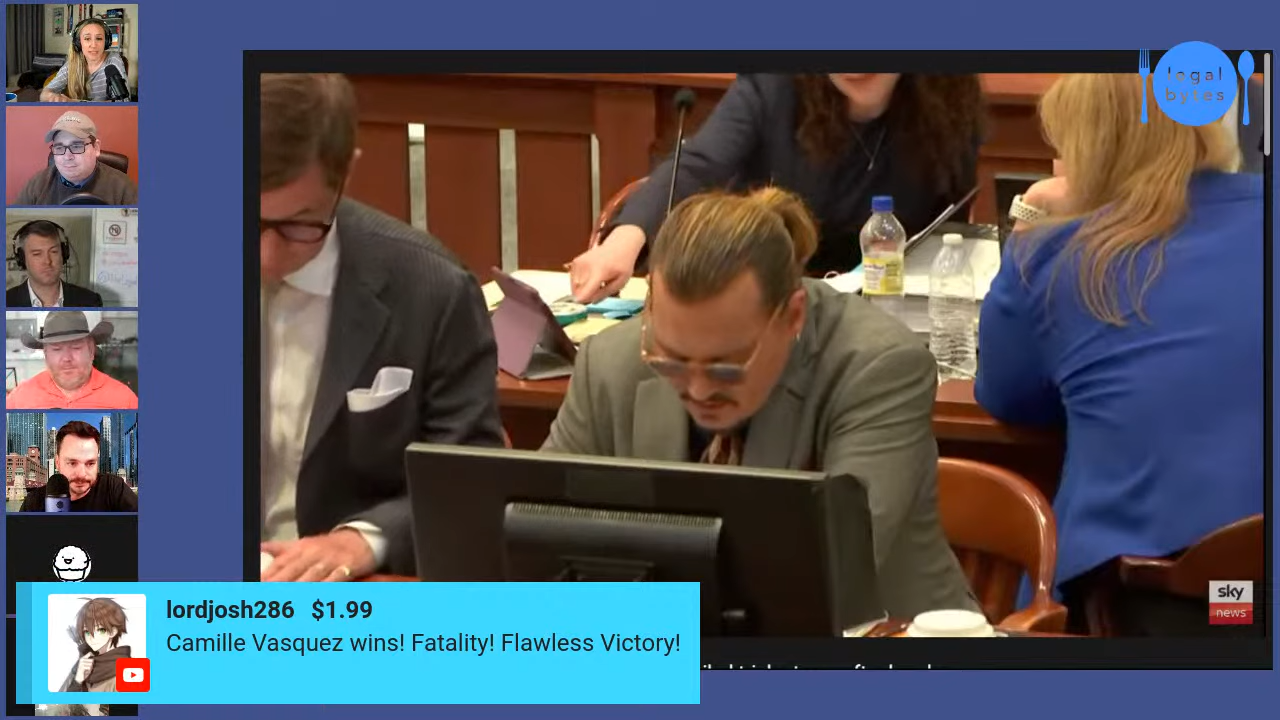 legal
bytes
sky
news
lordjosh286 $1.99
Camille Vasquez wins! Fatality! Flawless Victory!